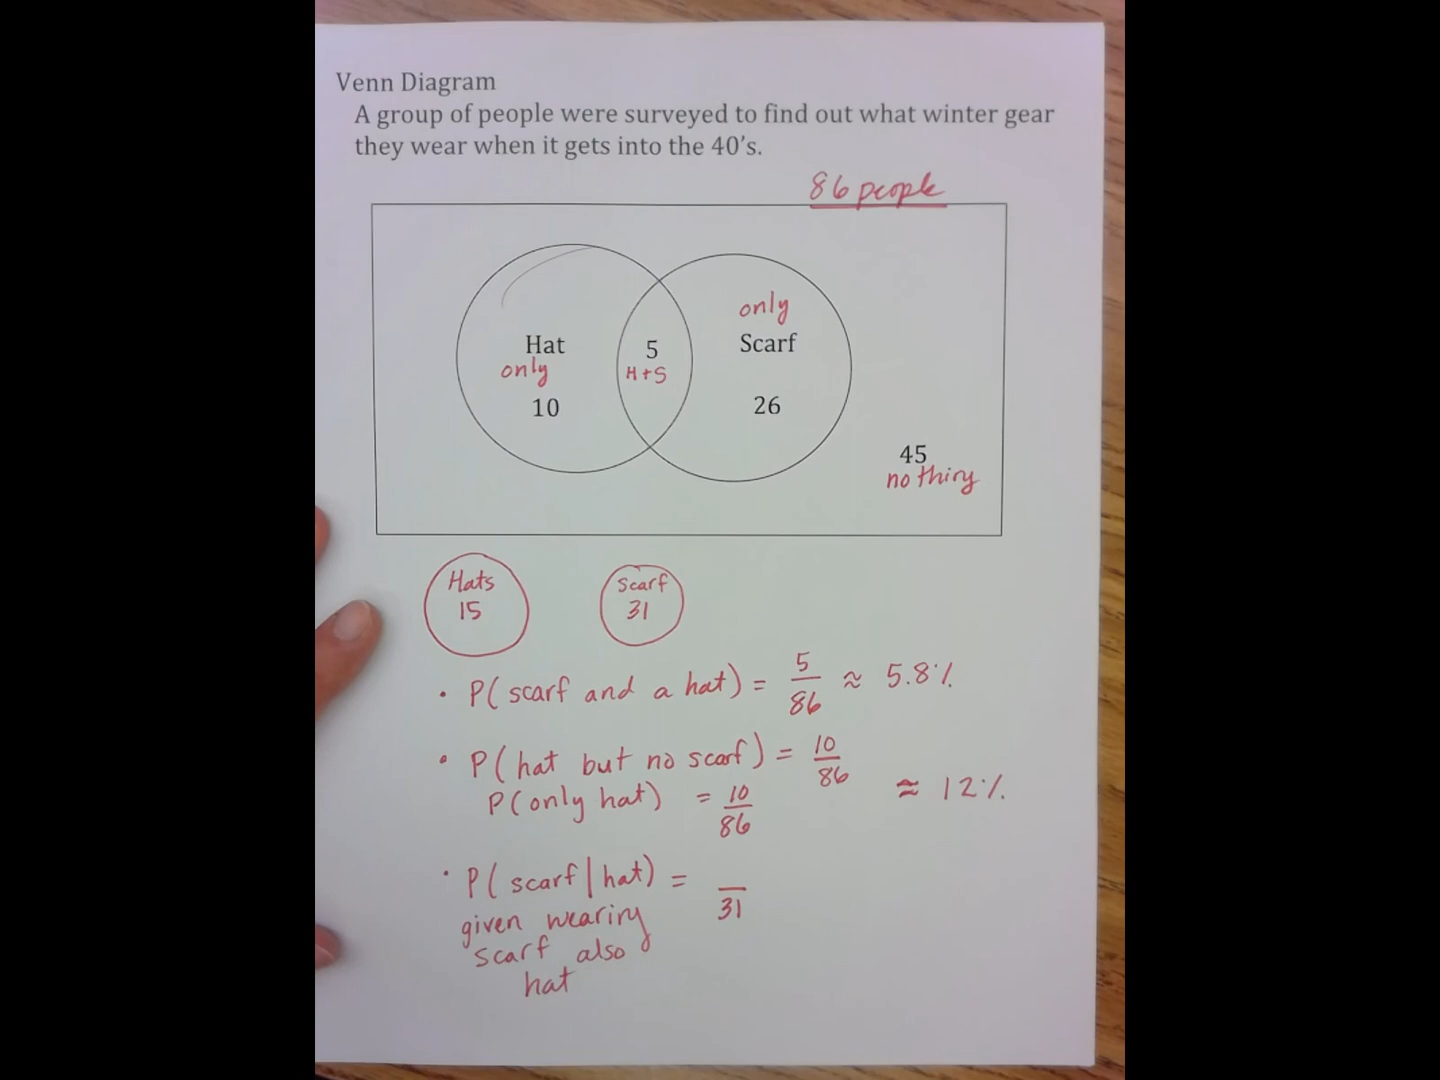 Venn Diagram
A group of people were surveyed to find out what winter gear
they wear when it gets into the 40's.
86 people
only
Hat 5 Scarf
only H+S
10 26
45
nothing
Hats Scarf
15 31
• P(scarf and a hat) = 5/86 ≈ 5.8%
• P(hat but no scarf) = 10/86
≈ 12%
P(only hat) = 10/86
• P(scarf|hat) = —/31
given wearing
scarf also
hat